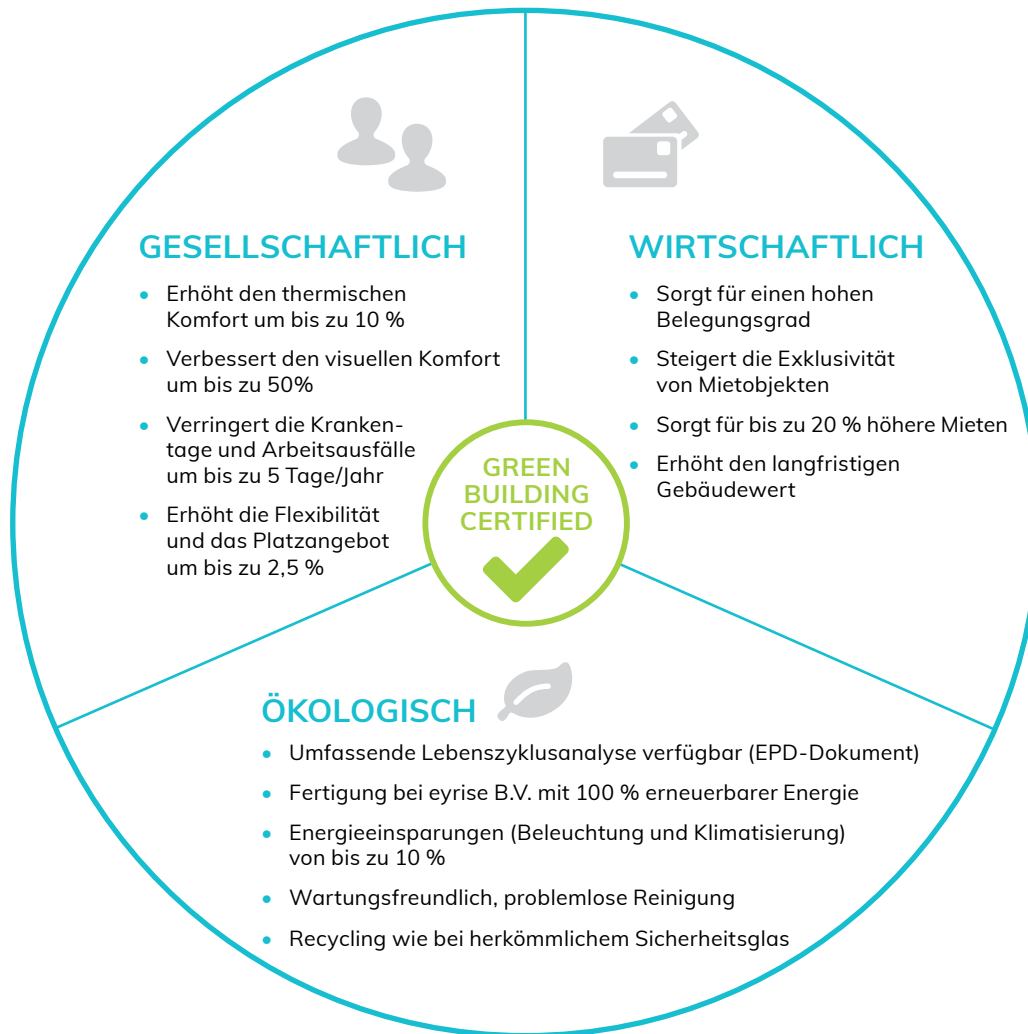 GESELLSCHAFTLICH
• Erhöht den thermischen
Komfort um bis zu 10 %
• Verbessert den visuellen Komfort
um bis zu 50%
• Verringert die Kranken-
tage und Arbeitsausfälle
um bis zu 5 Tage/Jahr
• Erhöht die Flexibilität
und das Platzangebot
um bis zu 2,5 %
WIRTSCHAFTLICH
• Sorgt für einen hohen
Belegungsgrad
• Steigert die Exklusivität
von Mietobjekten
• Sorgt für bis zu 20 % höhere Mieten
• Erhöht den langfristigen
Gebäudewert
GREEN
BUILDING
CERTIFIED
ÖKOLOGISCH
• Umfassende Lebenszyklusanalyse verfügbar (EPD-Dokument)
• Fertigung bei eyrise B.V. mit 100 % erneuerbarer Energie
• Energieeinsparungen (Beleuchtung und Klimatisierung)
von bis zu 10 %
• Wartungsfreundlich, problemlose Reinigung
• Recycling wie bei herkömmlichem Sicherheitsglas